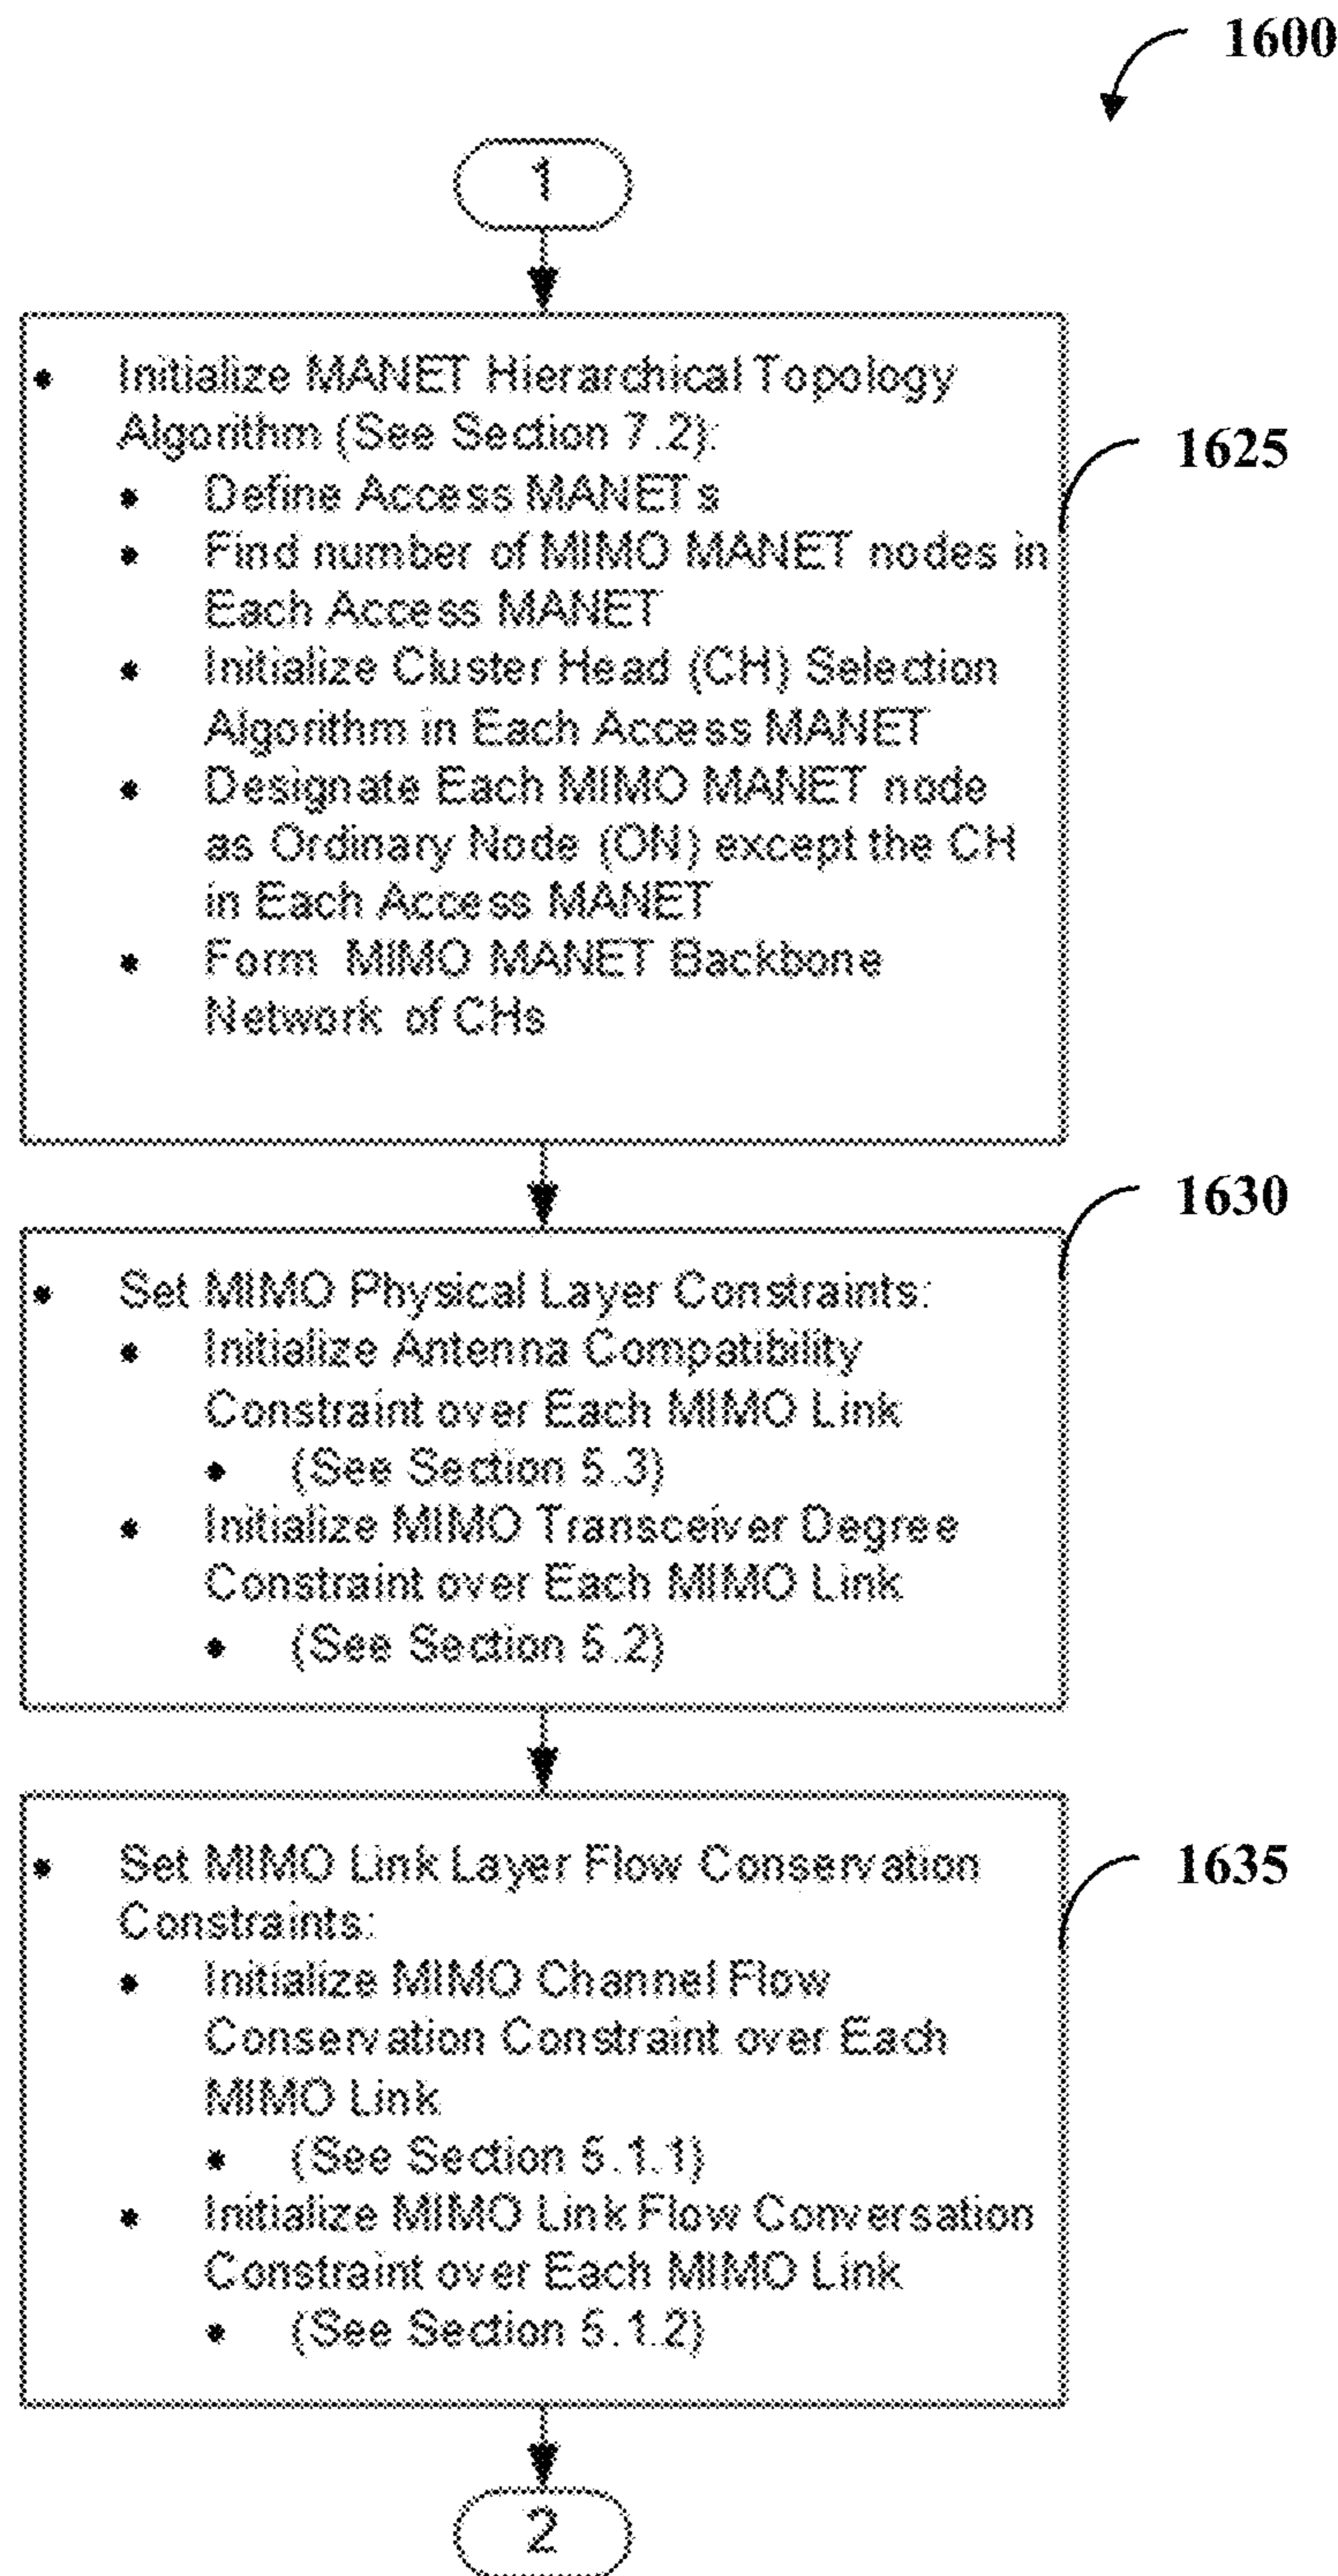 1600
1
• Initialize MANET Hierarchical Topology
Algorithm (See Section 7.2):
• Define Access MANETs
• Find number of MIMO MANET nodes in
Each Access MANET
• Initialize Cluster Head (CH) Selection
Algorithm in Each Access MANET
• Designate Each MIMO MANET node
as Ordinary Node (ON) except the CH
in Each Access MANET
• Form MIMO MANET Backbone
Network of CHs
1625
• Set MIMO Physical Layer Constraints:
• Initialize Antenna Compatibility
Constraint over Each MIMO Link
• (See Section 5.3)
• Initialize MIMO Transceiver Degree
Constraint over Each MIMO Link
• (See Section 5.2)
1630
• Set MIMO Link Layer Flow Conservation
Constraints:
• Initialize MIMO Channel Flow
Conservation Constraint over Each
MIMO Link
• (See Section 5.1.1)
• Initialize MIMO Link Flow Conversation
Constraint over Each MIMO Link
• (See Section 5.1.2)
1635
2